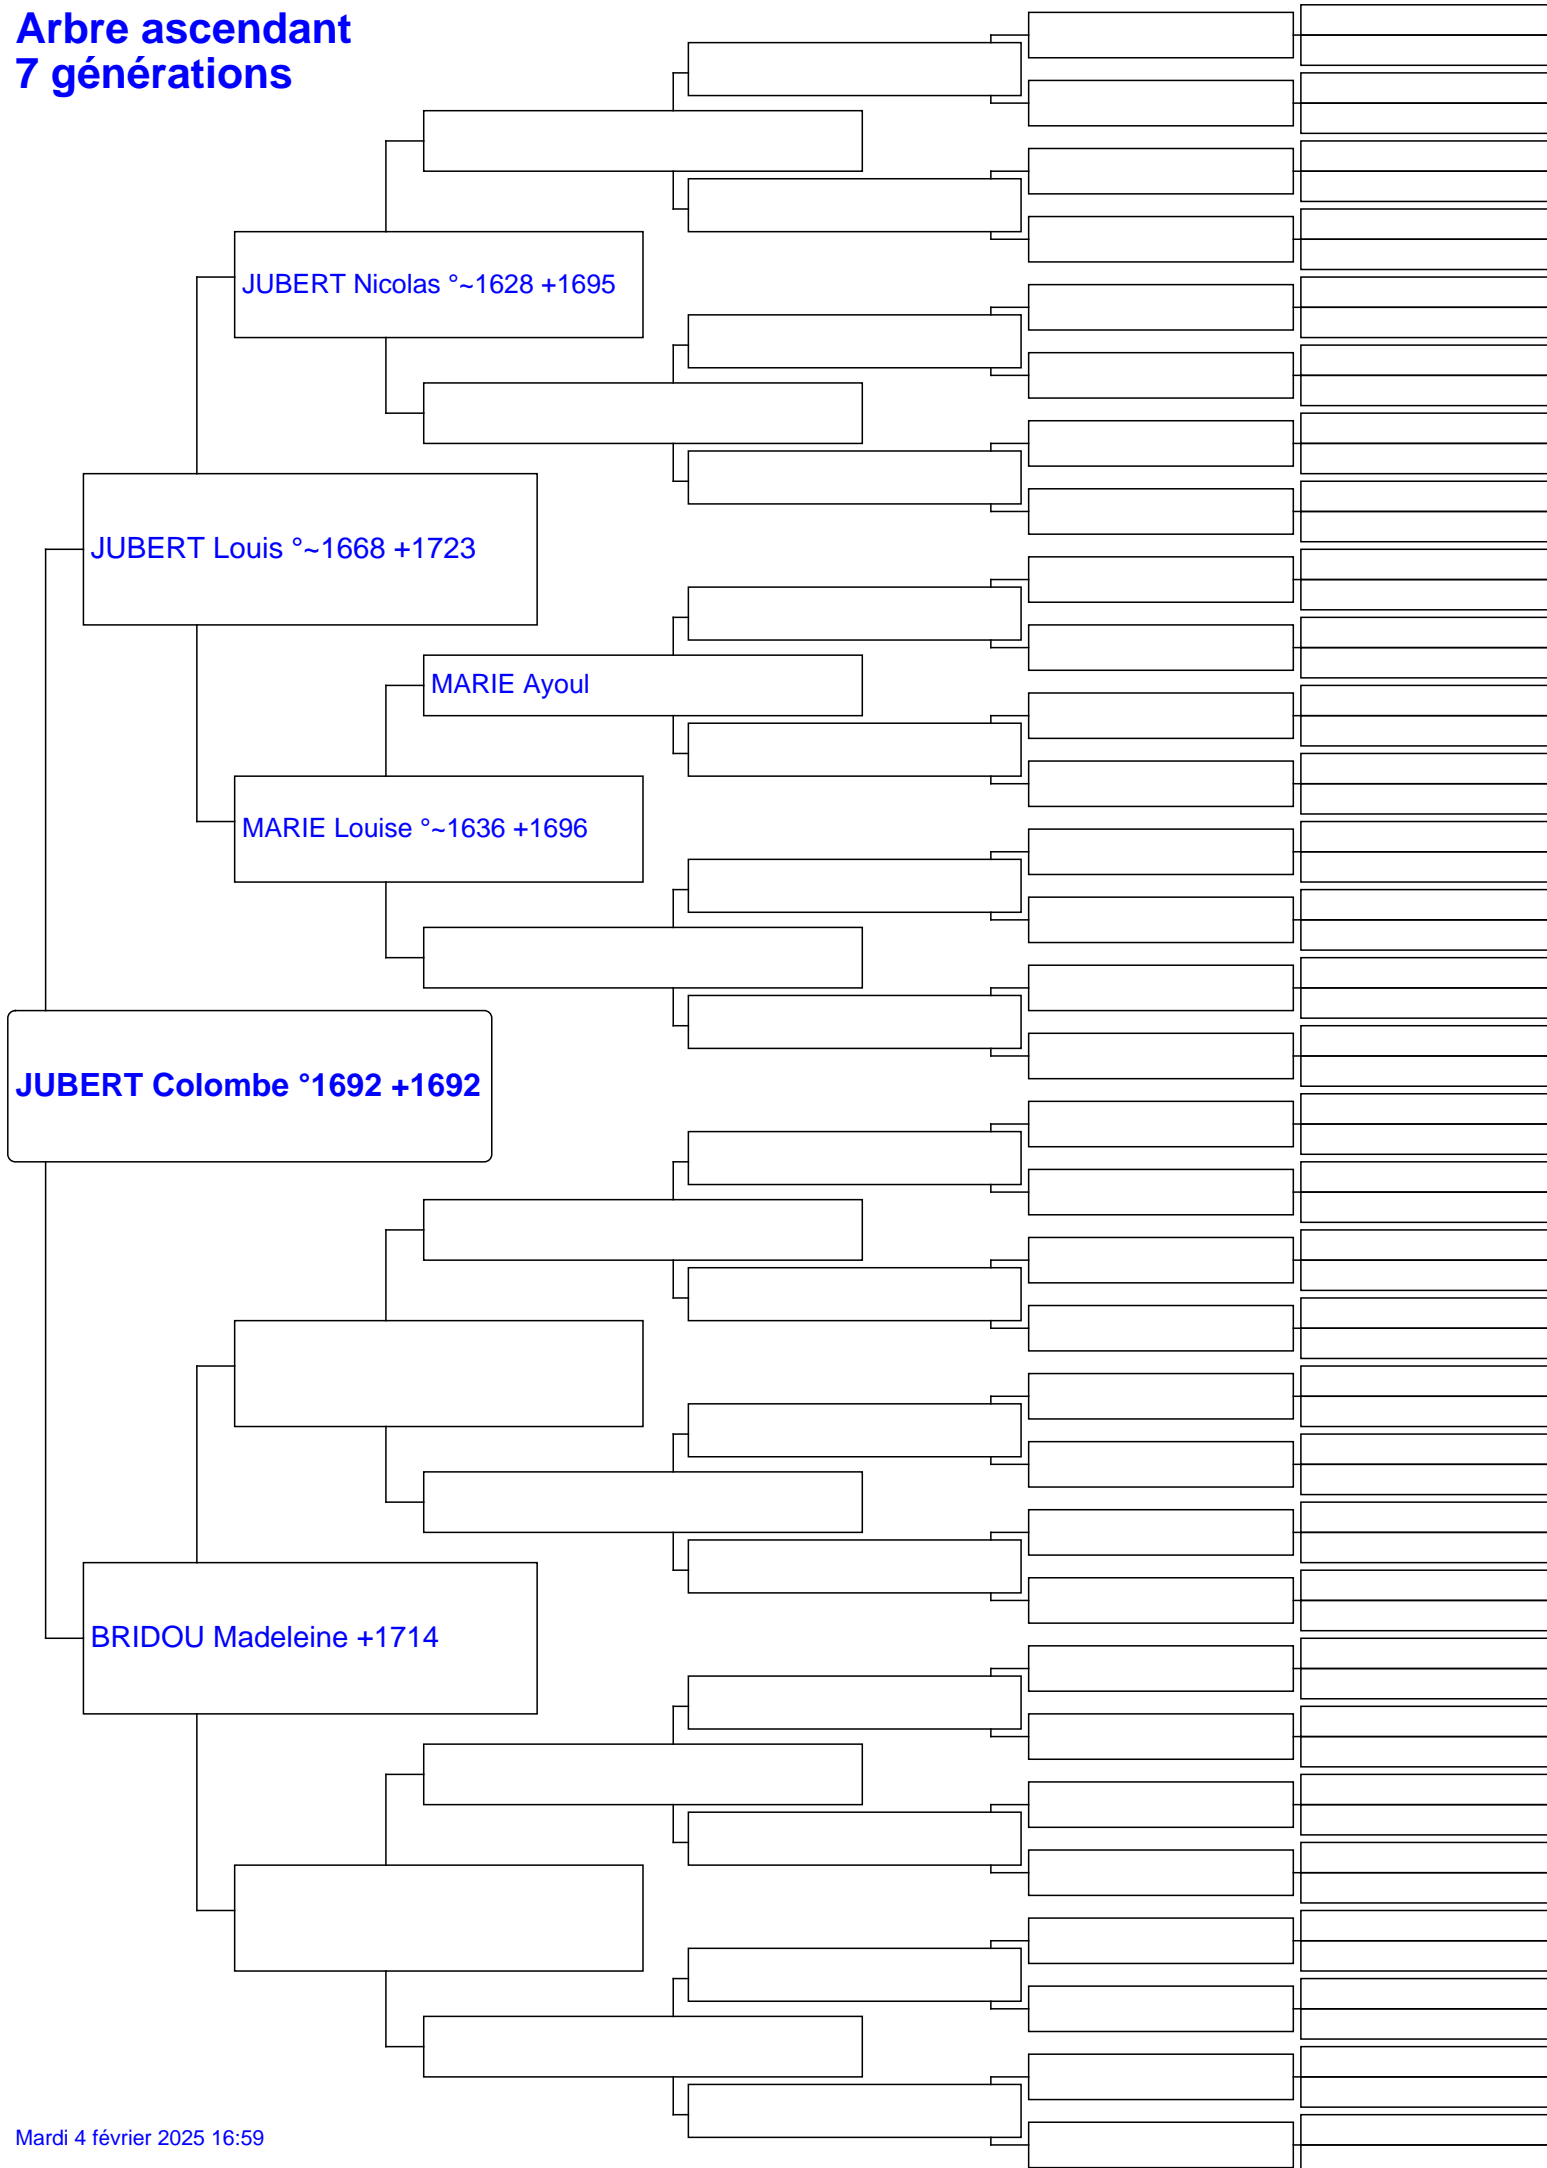 Arbre ascendant
7 générations
JUBERT Nicolas °~1628 +1695
JUBERT Louis °~1668 +1723
MARIE Ayoul
MARIE Louise °~1636 +1696
JUBERT Colombe °1692 +1692
BRIDOU Madeleine +1714
Mardi 4 février 2025 16:59